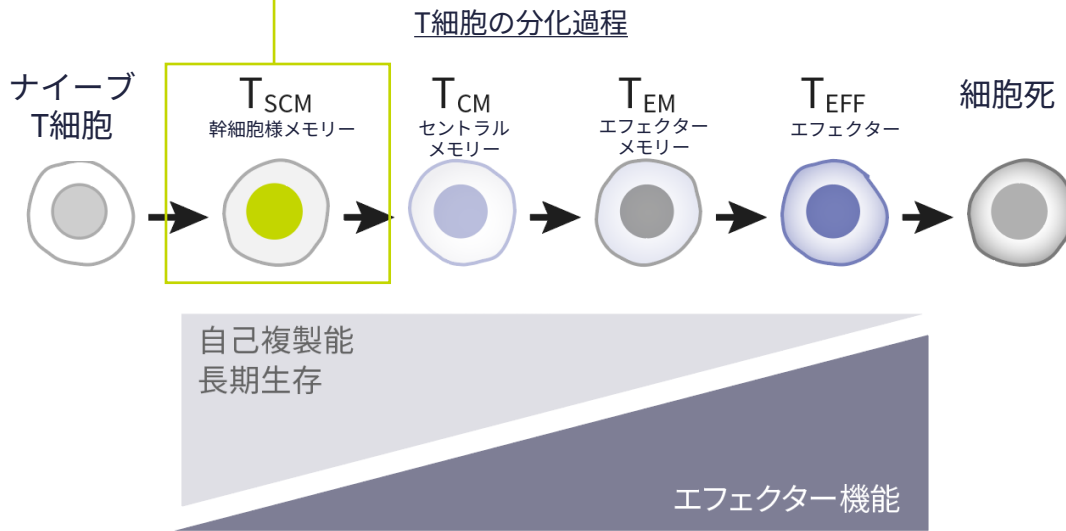 T細胞の分化過程
ナイーブ
T細胞
TSCM
幹細胞様メモリー
TCM
セントラル
メモリー
TEM
エフェクター
メモリー
TEFF
エフェクター
細胞死
自己複製能
長期生存
エフェクター機能